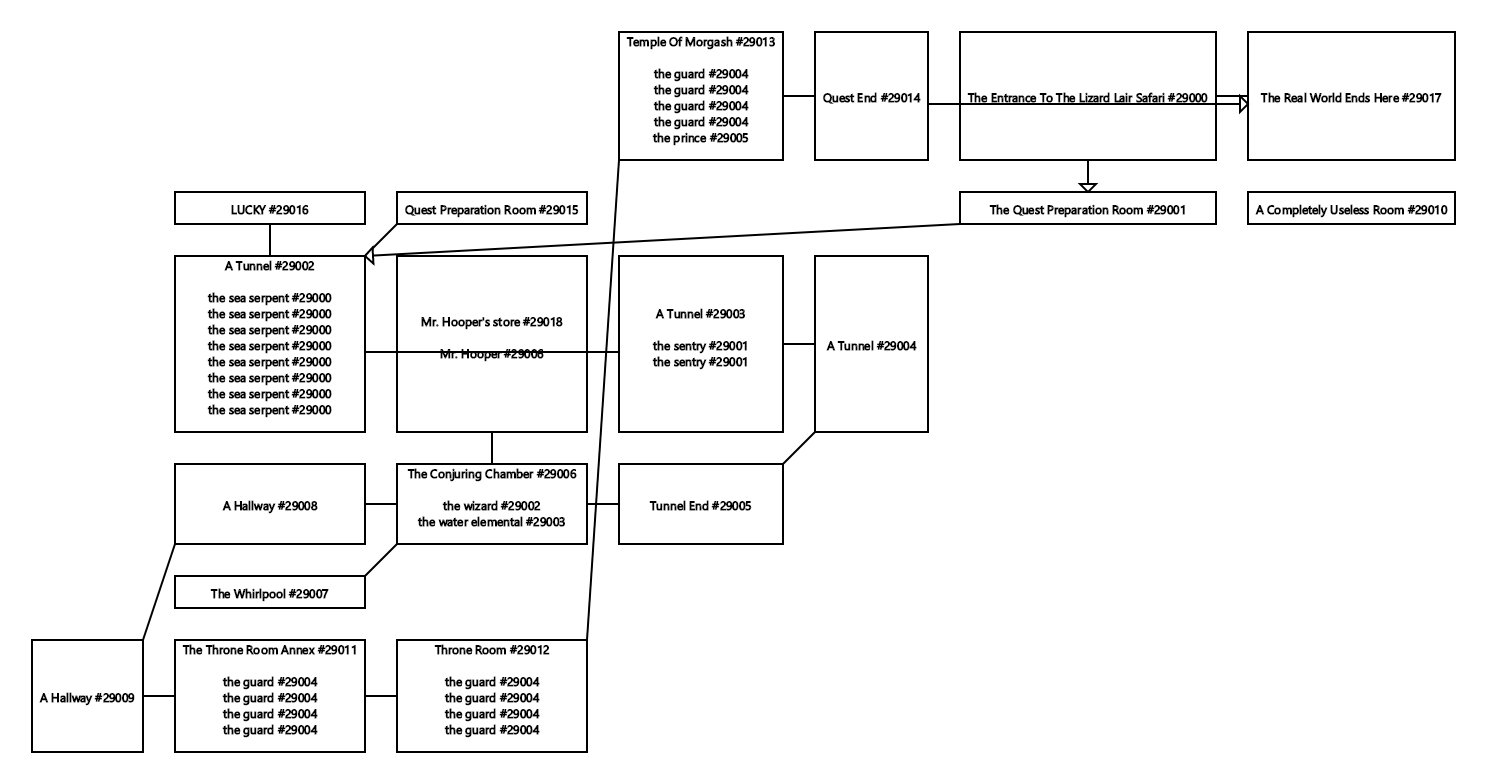 Temple Of Morgash #29013
the guard #29004
the guard #29004
the guard #29004
the guard #29004
the prince #29005
Quest End #29014
The Entrance To The Lizard Lair Safari #29000
The Real World Ends Here #29017
LUCKY #29016
Quest Preparation Room #29015
The Quest Preparation Room #29001
A Completely Useless Room #29010
A Tunnel #29002
the sea serpent #29000
the sea serpent #29000
the sea serpent #29000
the sea serpent #29000
the sea serpent #29000
the sea serpent #29000
the sea serpent #29000
the sea serpent #29000
Mr. Hooper's store #29018
Mr. Hooper #29006
A Tunnel #29003
the sentry #29001
the sentry #29001
A Tunnel #29004
A Hallway #29008
The Conjuring Chamber #29006
the wizard #29002
the water elemental #29003
Tunnel End #29005
The Whirlpool #29007
A Hallway #29009
The Throne Room Annex #29011
the guard #29004
the guard #29004
the guard #29004
the guard #29004
Throne Room #29012
the guard #29004
the guard #29004
the guard #29004
the guard #29004